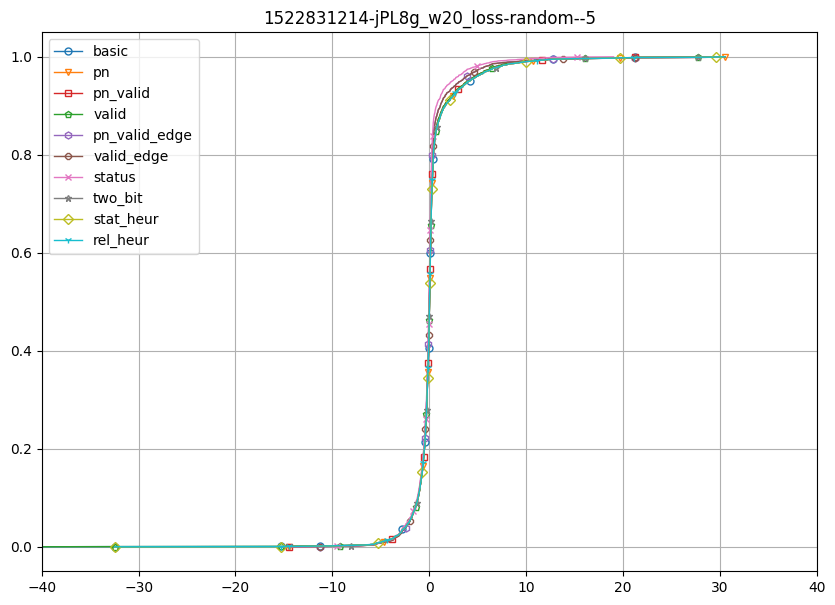 1522831214-jPL8g_w20_loss-random--5
basic
pn
pn_valid
valid
pn_valid_edge
valid_edge
status
two_bit
stat_heur
rel_heur
1.0
0.8
0.6
0.4
0.2
0.0
−40 −30 −20 −10 0 10 20 30 40